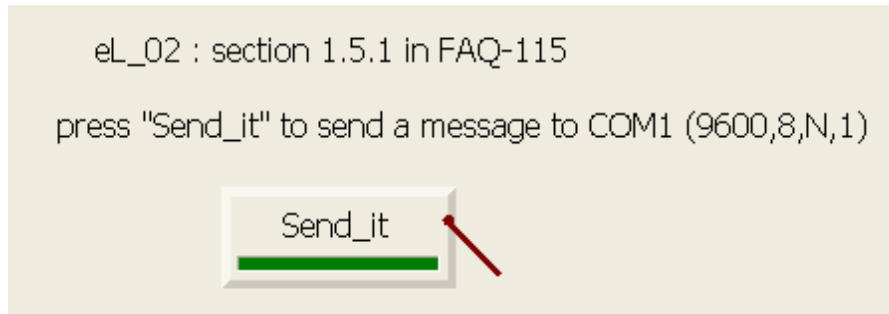 eL_02 : section 1.5.1 in FAQ-115
press "Send_it" to send a message to COM1 (9600,8,N,1)
Send_it